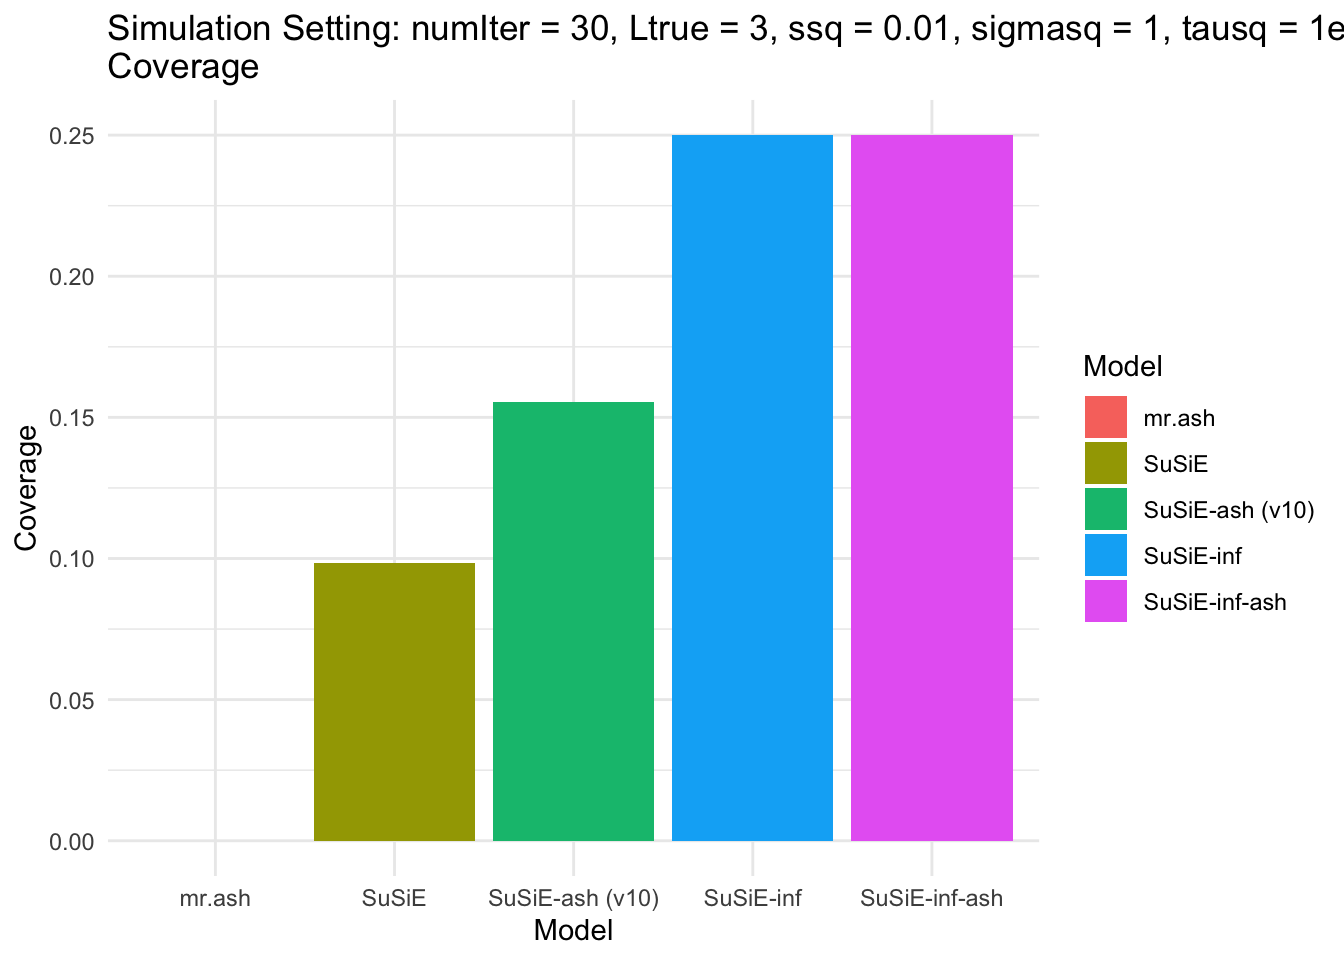 Simulation Setting: numIter = 30, Ltrue = 3, ssq = 0.01, sigmasq = 1, tausq = 1e
Coverage
0.25
0.20
0.15
0.10
0.05
0.00
Coverage
mr.ash
SuSiE
SuSiE-ash (v10)
SuSiE-inf
SuSiE-inf-ash
Model
Model
mr.ash
SuSiE
SuSiE-ash (v10)
SuSiE-inf
SuSiE-inf-ash